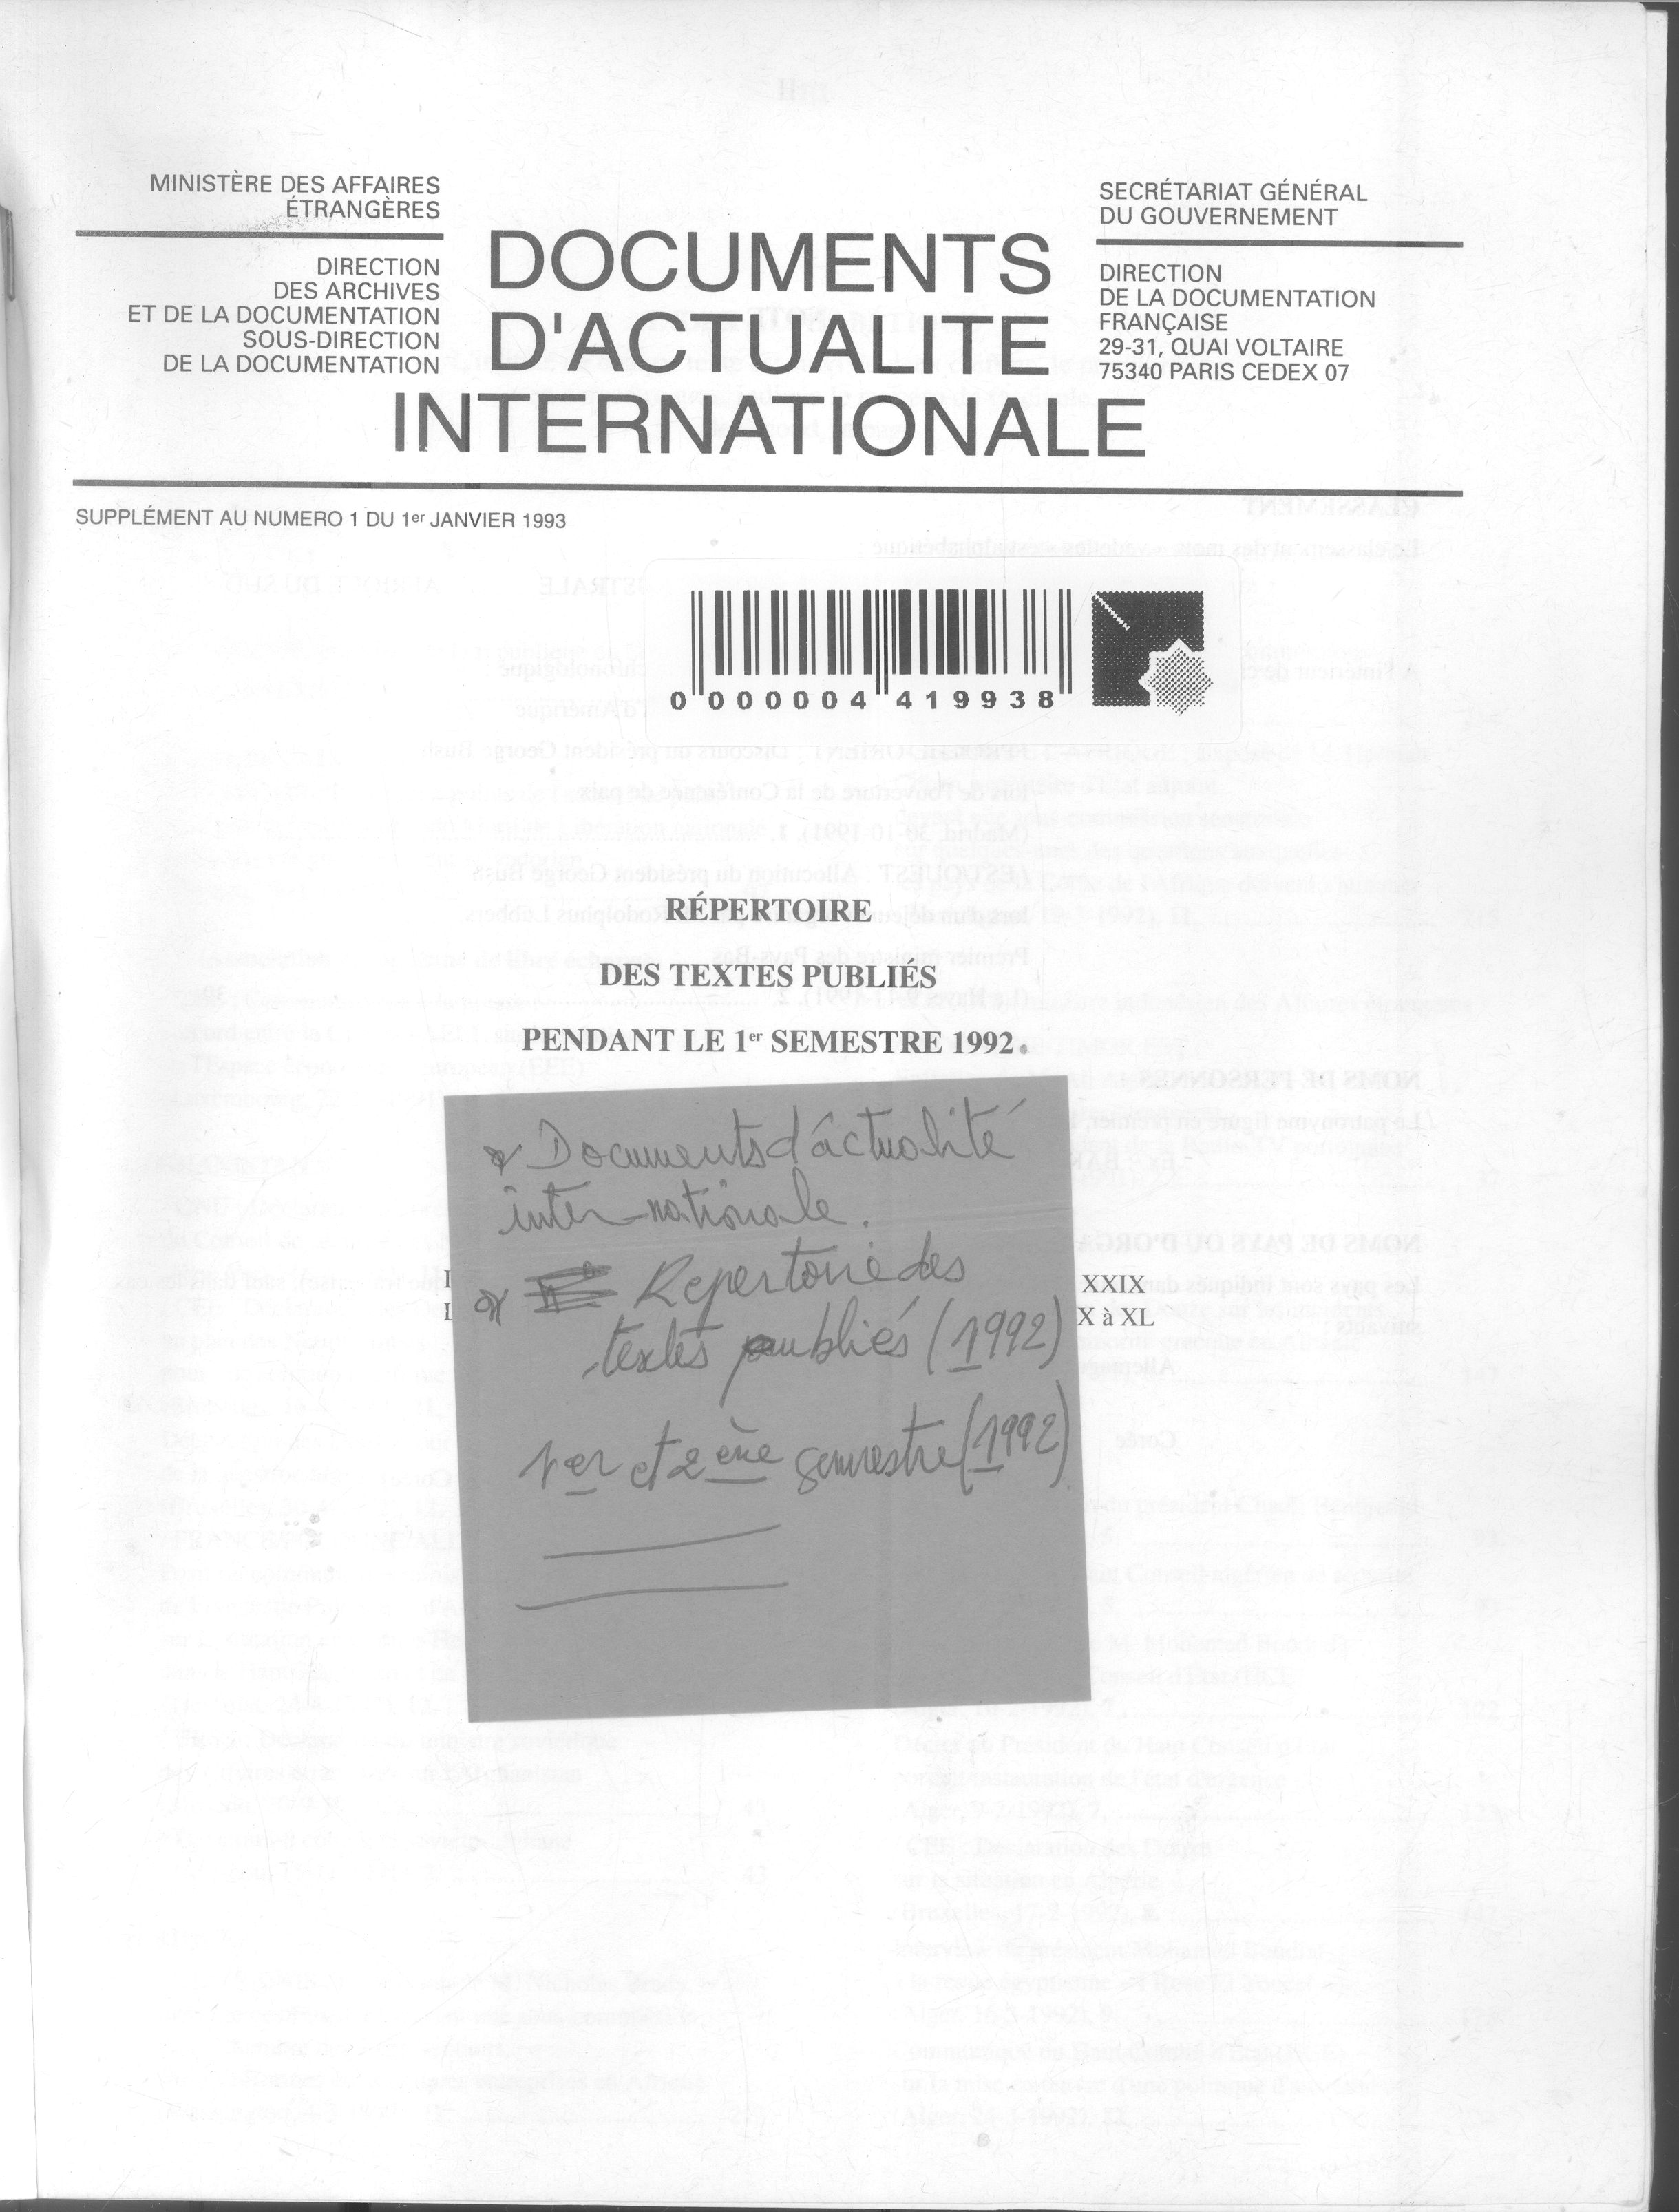 MINISTÈRE DES AFFAIRES
ÉTRANGÈRES
DIRECTION
DES ARCHIVES
ET DE LA DOCUMENTATION
SOUS-DIRECTION
DE LA DOCUMENTATION
DOCUMENTS
D'ACTUALITE
INTERNATIONALE
SECRÉTARIAT GÉNÉRAL
DU GOUVERNEMENT
DIRECTION
DE LA DOCUMENTATION
FRANÇAISE
29-31, QUAI VOLTAIRE
75340 PARIS CEDEX 07
SUPPLÉMENT AU NUMERO 1 DU 1er JANVIER 1993
0 000004 419938
RÉPERTOIRE
DES TEXTES PUBLIÉS
PENDANT LE 1er SEMESTRE 1992.
Documents d'actualité
inter-nationale.
Repertoire des
textes publiés (1992)
1er et 2ème semestre (1992)
XXIX
X à XL